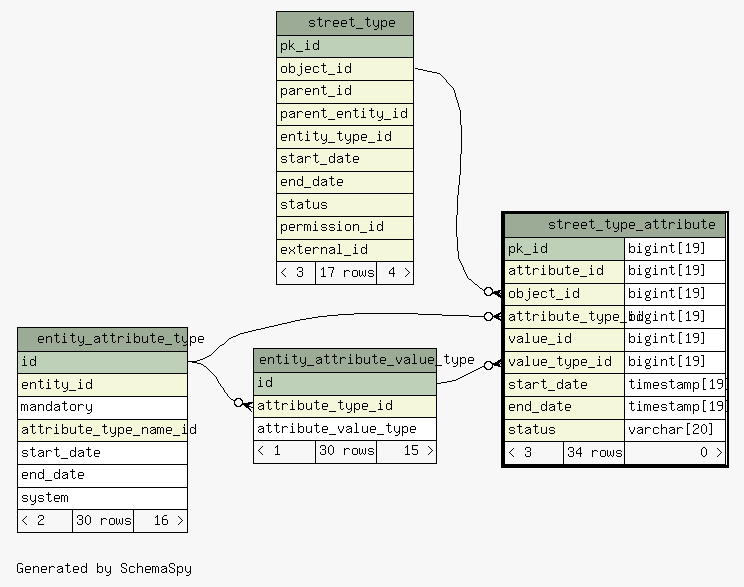 street_type
pk_id
object_id
parent_id
parent_entity_id
entity_type_id
start_date
end_date
status
permission_id
external_id
< 3 17 rows 4 >
street_type_attribute
pk_id bigint[19]
attribute_id bigint[19]
object_id bigint[19]
attribute_type_id bigint[19]
value_id bigint[19]
value_type_id bigint[19]
start_date timestamp[19]
end_date timestamp[19]
status varchar[20]
< 3 34 rows 0 >
entity_attribute_type
id
entity_id
mandatory
attribute_type_name_id
start_date
end_date
system
< 2 30 rows 16 >
entity_attribute_value_type
id
attribute_type_id
attribute_value_type
< 1 30 rows 15 >
Generated by SchemaSpy